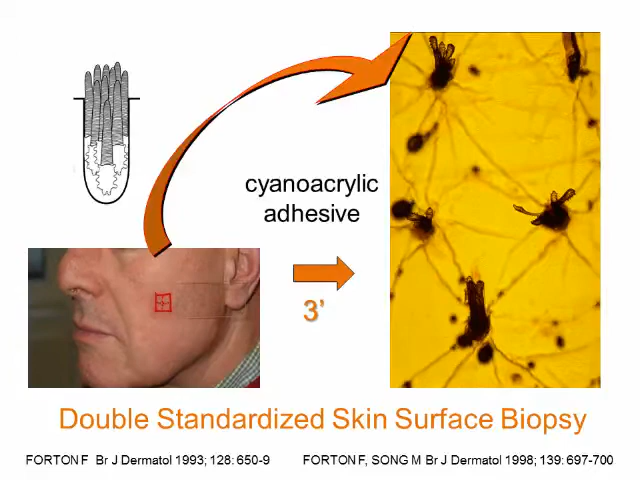 cyanoacrylic
adhesive
3’
Double Standardized Skin Surface Biopsy
FORTON F Br J Dermatol 1993; 128: 650-9
FORTON F, SONG M Br J Dermatol 1998; 139: 697-700